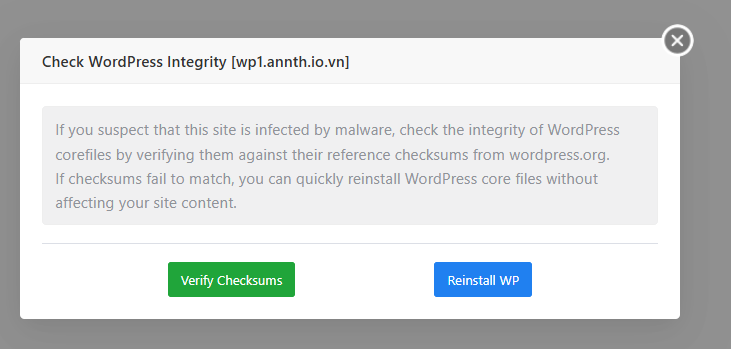 Check WordPress Integrity [wp1.annth.io.vn]
If you suspect that this site is infected by malware, check the integrity of WordPress
corefiles by verifying them against their reference checksums from wordpress.org.
If checksums fail to match, you can quickly reinstall WordPress core files without
affecting your site content.
Verify Checksums
Reinstall WP